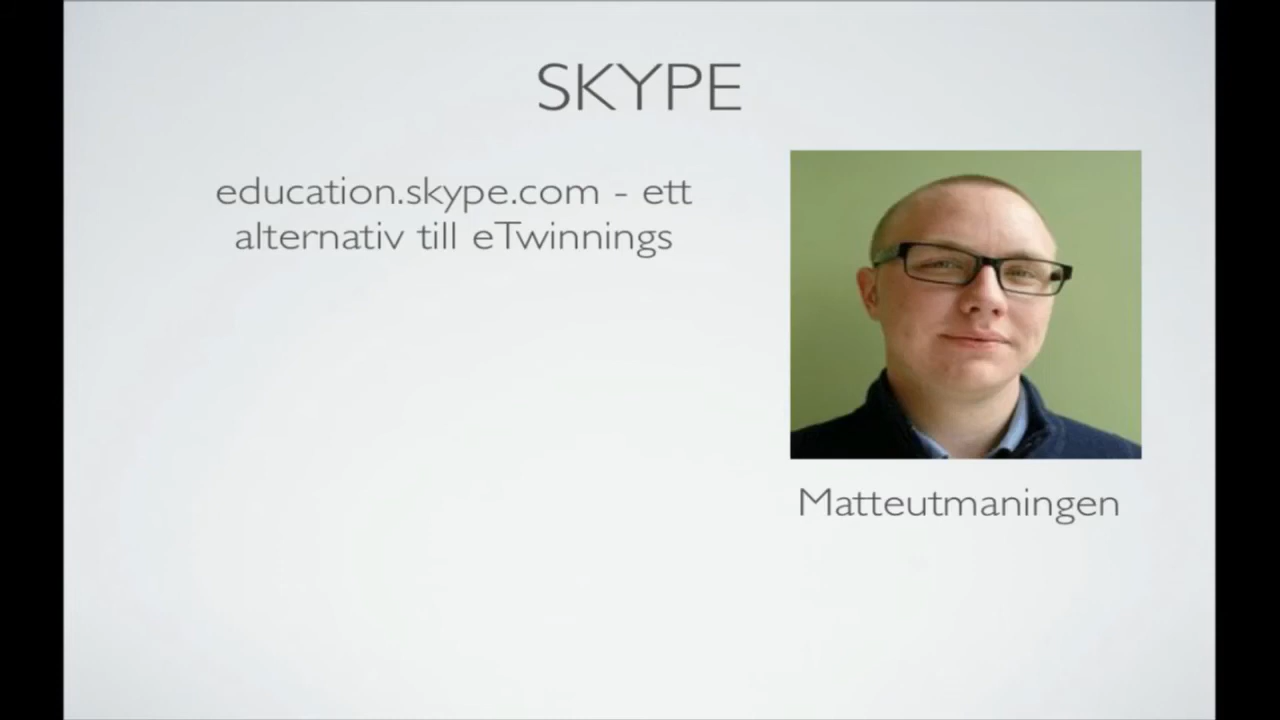 SKYPE
education.skype.com - ett
alternativ till eTwinnings
Matteutmaningen